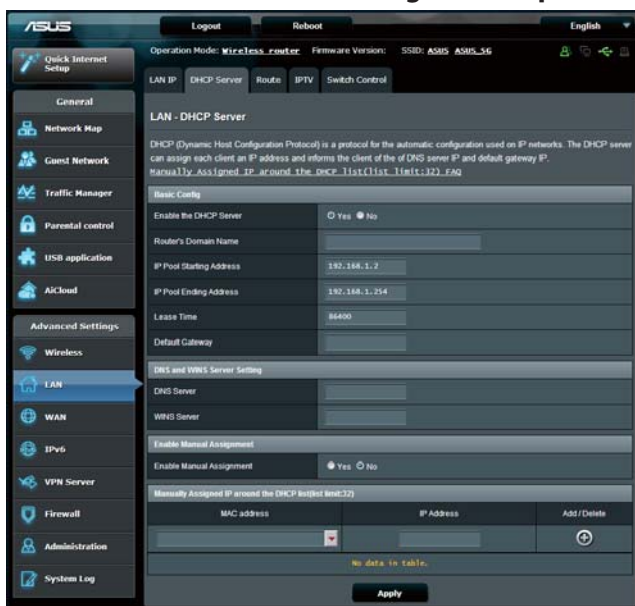 ASUS
Logout
Reboot
English
Quick Internet Setup
Operation Mode: Wireless router Firmware Version: SSID: ASUS ASUS_5G
LAN IP
DHCP Server
Route
IPTV
Switch Control
General
Network Map
Guest Network
Traffic Manager
Parental control
USB application
AiCloud
Advanced Settings
Wireless
LAN
WAN
IPv6
VPN Server
Firewall
Administration
System Log
LAN - DHCP Server
DHCP (Dynamic Host Configuration Protocol) is a protocol for the automatic configuration used on IP networks. The DHCP server
can assign each client an IP address and informs the client of the of DNS server IP and default gateway IP.
Manually Assigned IP around the DHCP list(list limit:32) FAQ
Basic Config
Enable the DHCP Server Yes No
Router's Domain Name
IP Pool Starting Address 192.168.1.2
IP Pool Ending Address 192.168.1.254
Lease Time 86400
Default Gateway
DNS and WINS Server Setting
DNS Server
WINS Server
Enable Manual Assignment
Enable Manual Assignment Yes No
Manually Assigned IP around the DHCP list(list limit:32)
MAC address IP Address Add / Delete
No data in table.
Apply